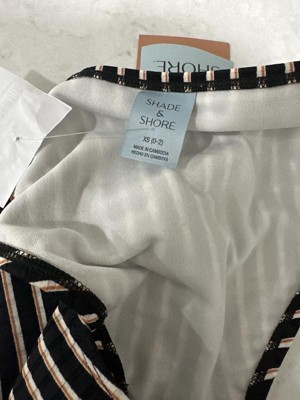 SHORE
SHADE
&
SHORE
XS (0-2)
MADE IN CAMBODIA
HECHO EN CAMBOYA